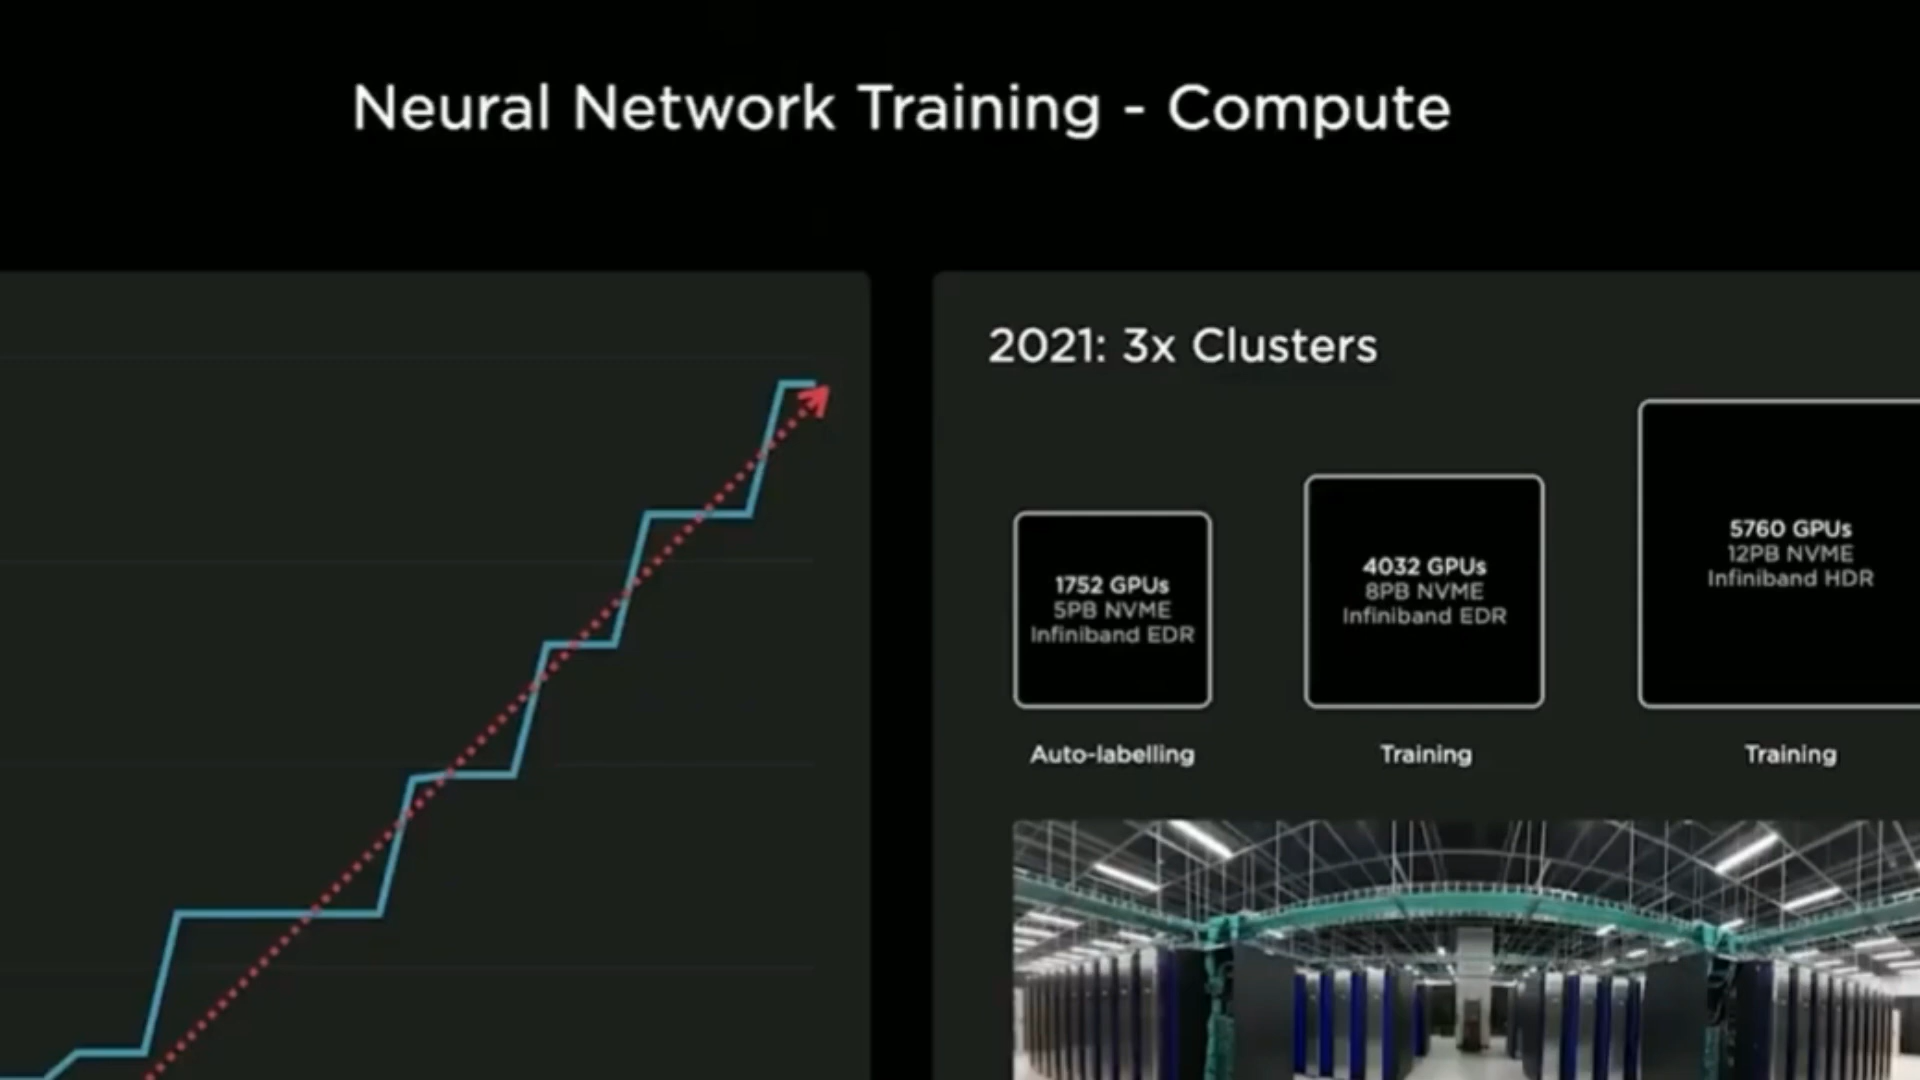 Neural Network Training - Compute
2021: 3x Clusters
1752 GPUs
5PB NVME
Infiniband EDR
Auto-labelling
4032 GPUs
8PB NVME
Infiniband EDR
Training
5760 GPUs
12PB NVME
Infiniband HDR
Training